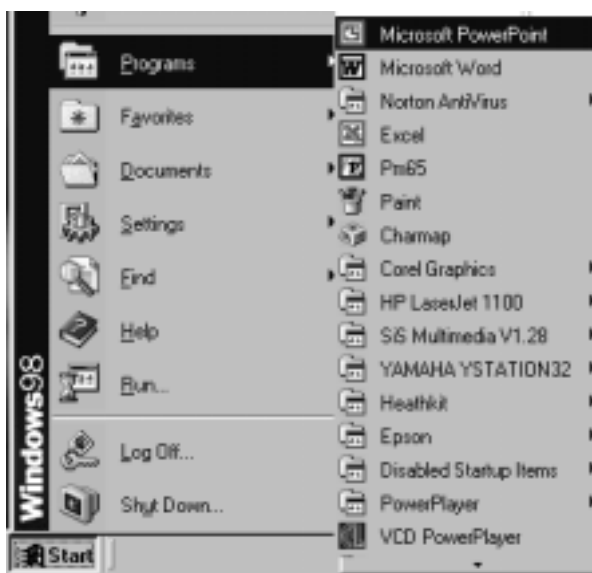 Programs
Favorites
Documents
Settings
Find
Help
Run...
Log Off...
Shut Down...
Windows98
Start
Microsoft PowerPoint
Microsoft Word
Norton AntiVirus
Excel
Pm65
Paint
Charmap
Corel Graphics
HP LaserJet 1100
SiS Multimedia V1.28
YAMAHA YSTATION32
Heathkit
Epson
Disabled Startup Items
PowerPlayer
VCD PowerPlayer